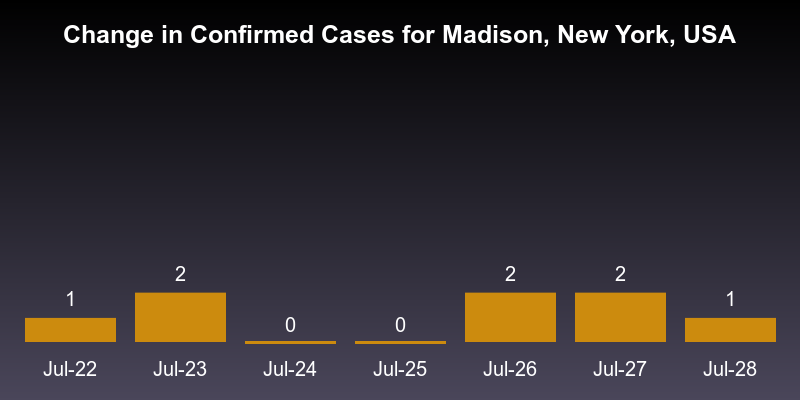 Change in Confirmed Cases for Madison, New York, USA
1 2 0 0 2 2 1
Jul-22 Jul-23 Jul-24 Jul-25 Jul-26 Jul-27 Jul-28